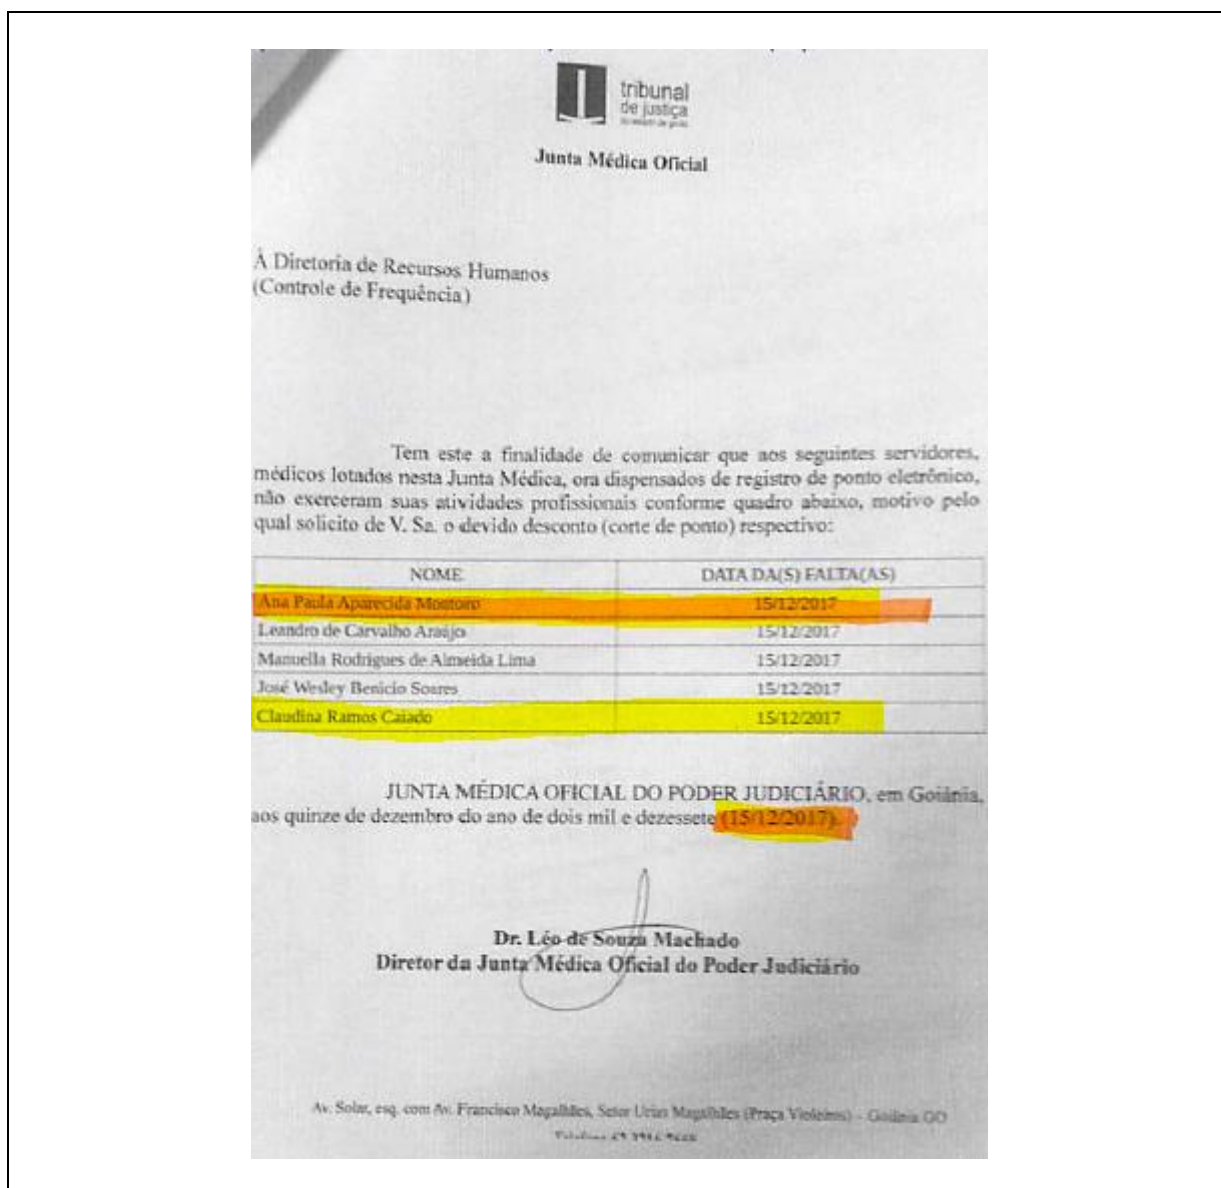 tribunal
de justiça
do estado de goiás
Junta Médica Oficial
À Diretoria de Recursos Humanos
(Controle de Frequência)
Tem este a finalidade de comunicar que aos seguintes servidores,
médicos lotados nesta Junta Médica, ora dispensados de registro de ponto eletrônico,
não exerceram suas atividades profissionais conforme quadro abaixo, motivo pelo
qual solicito de V. Sa. o devido desconto (corte de ponto) respectivo:
NOME DATA DA(S) FALTA(AS)
Ana Paula Aparecida Montoro 15/12/2017
Leandro de Carvalho Araújo 15/12/2017
Manuella Rodrigues de Almeida Lima 15/12/2017
José Wesley Benício Soares 15/12/2017
Claudina Ramos Caiado 15/12/2017
JUNTA MÉDICA OFICIAL DO PODER JUDICIÁRIO, em Goiânia,
aos quinze de dezembro do ano de dois mil e dezessete (15/12/2017).
Dr. Léo de Souza Machado
Diretor da Junta Médica Oficial do Poder Judiciário
Av. Solar, esq. com Av. Francisco Magalhães, Setor Urias Magalhães (Praça Violeiros) - Goiânia GO